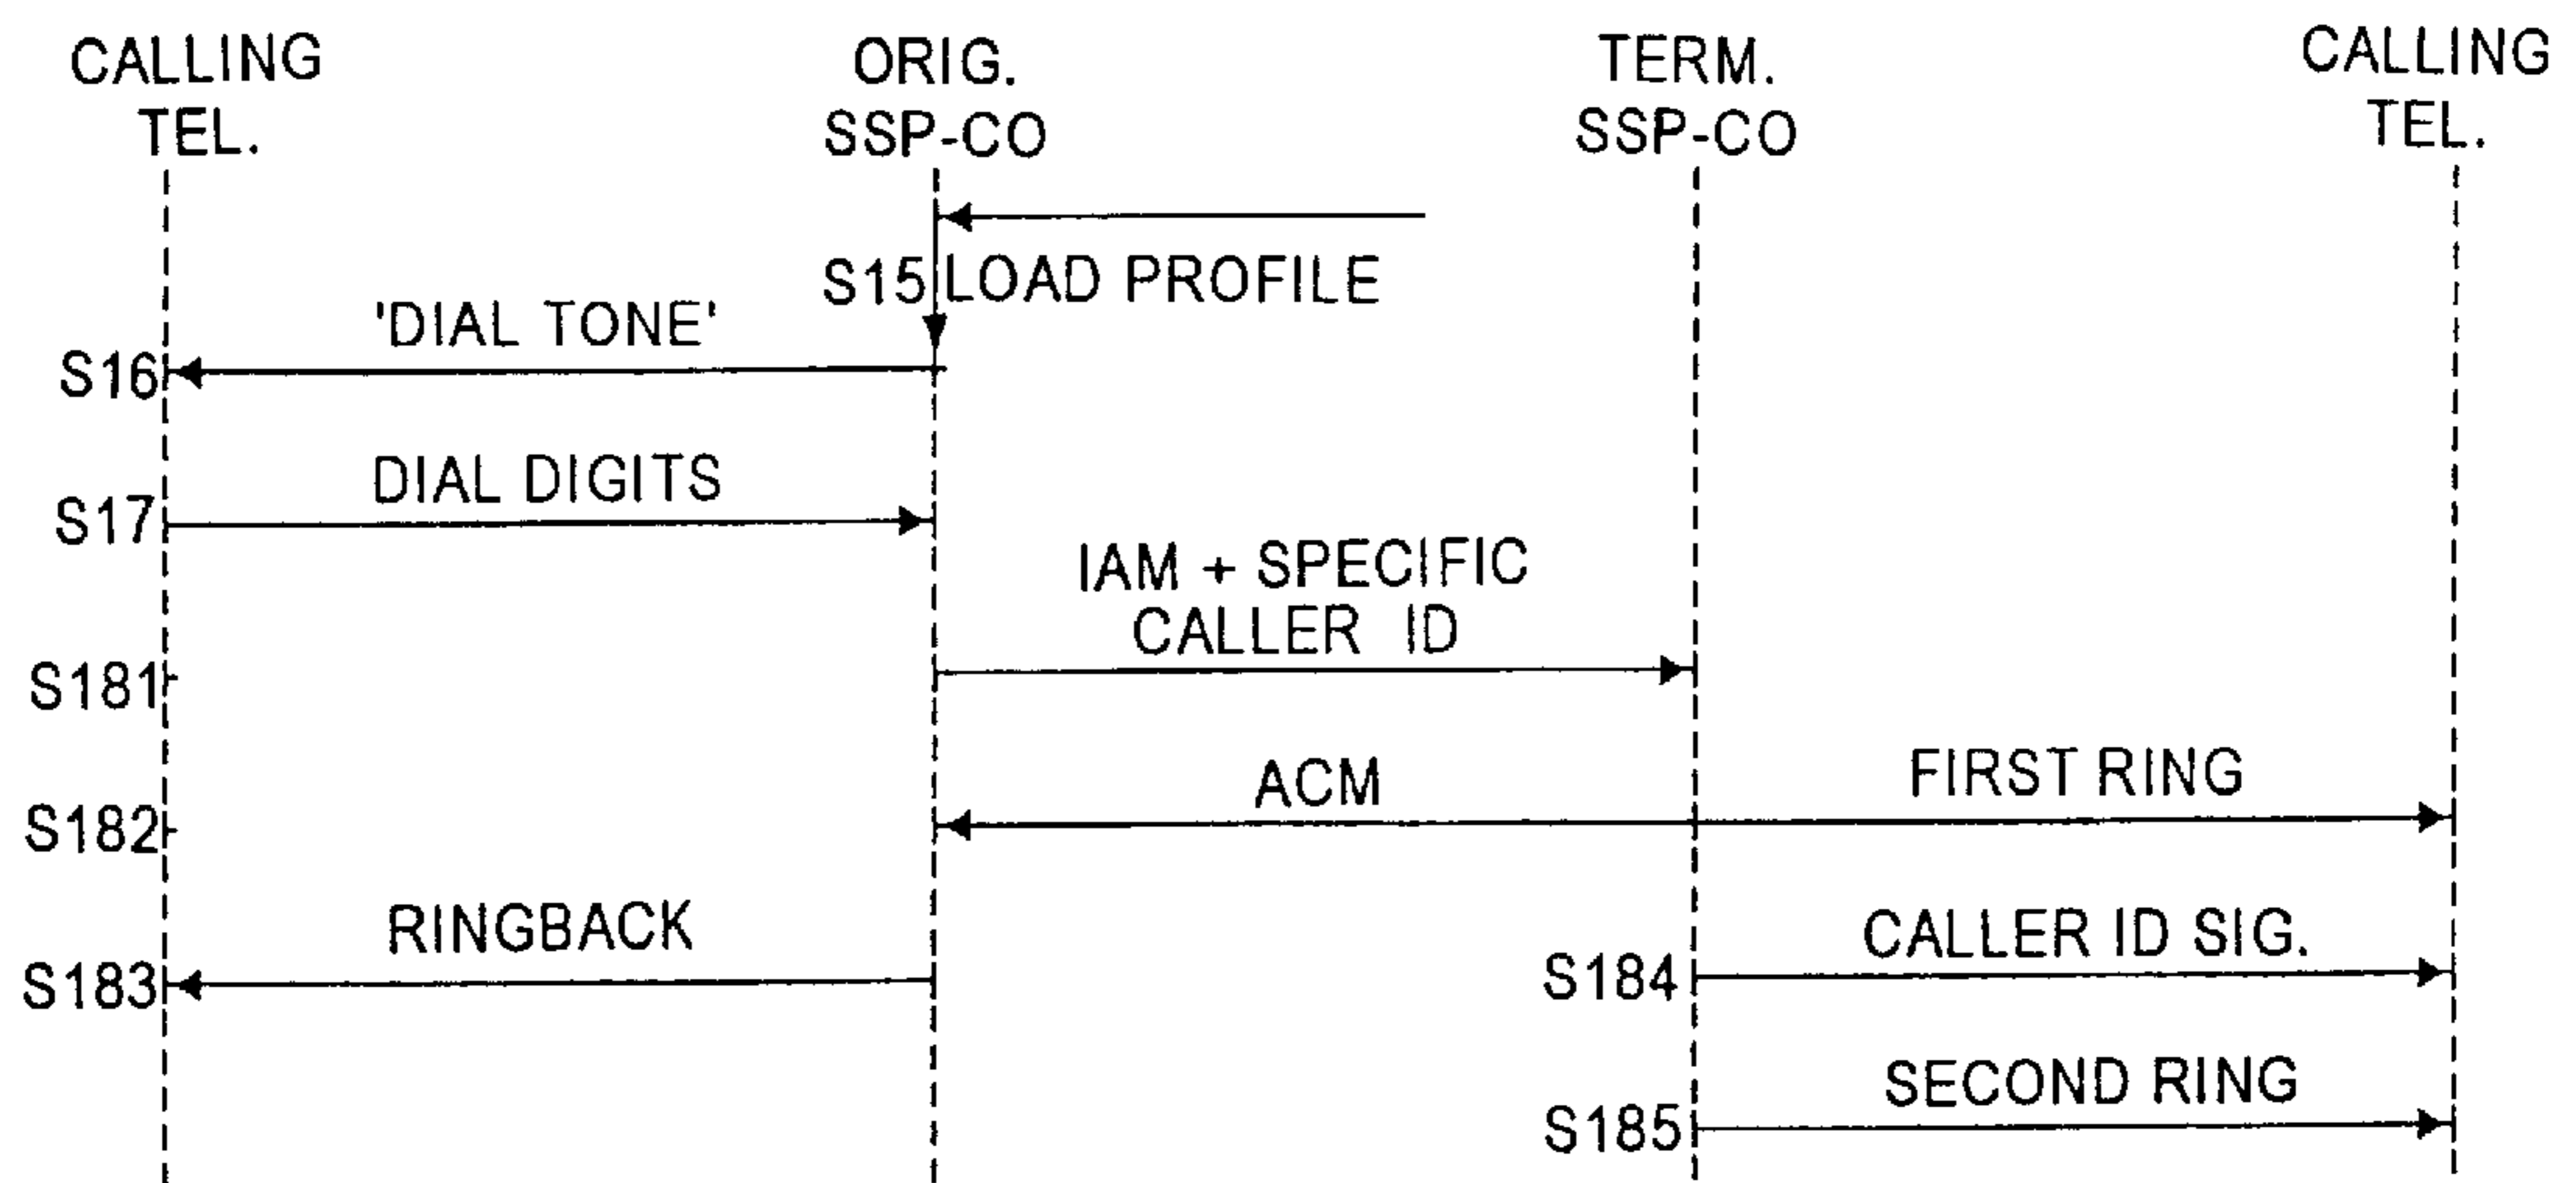 CALLING
TEL.
ORIG.
SSP-CO
TERM.
SSP-CO
CALLING
TEL.
S15 LOAD PROFILE
'DIAL TONE'
S16
DIAL DIGITS
S17
IAM + SPECIFIC
CALLER ID
S181
ACM
FIRST RING
S182
RINGBACK
CALLER ID SIG.
S183
S184
SECOND RING
S185